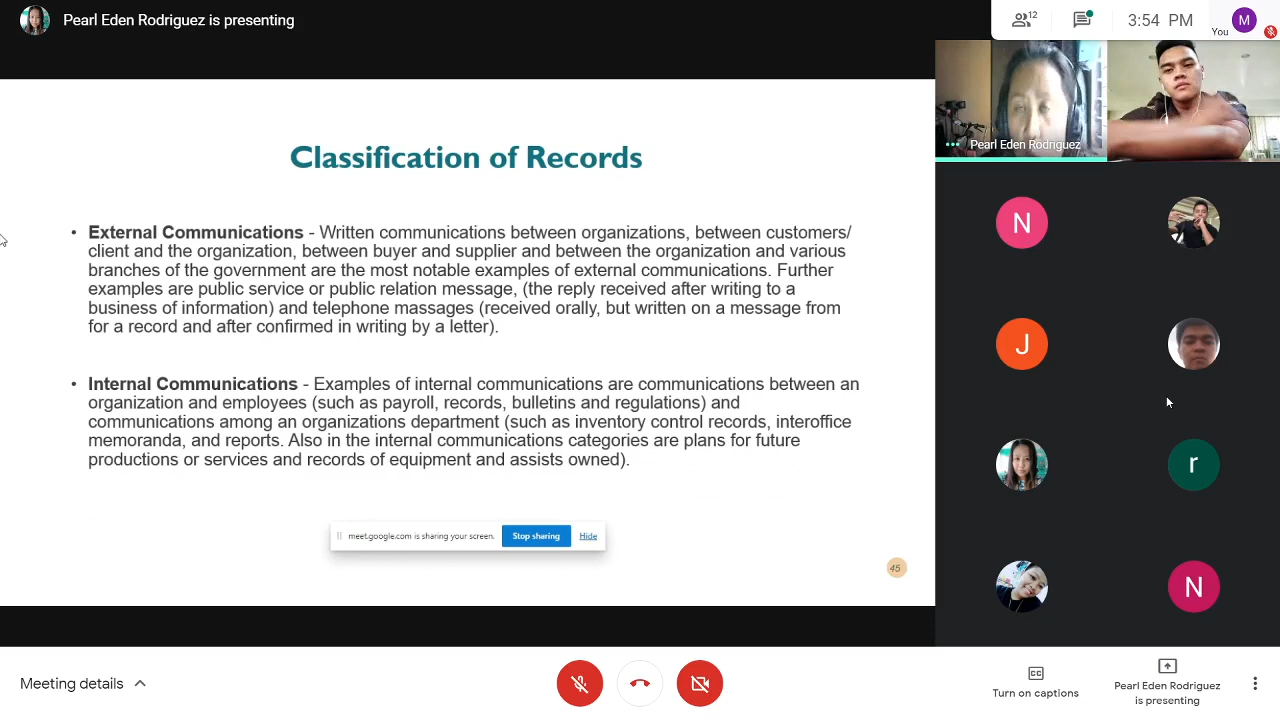 Pearl Eden Rodriguez is presenting
12
3:54 PM
You
M
Pearl Eden Rodriguez
Classification of Records
• External Communications - Written communications between organizations, between customers/
client and the organization, between buyer and supplier and between the organization and various
branches of the government are the most notable examples of external communications. Further
examples are public service or public relation message, (the reply received after writing to a
business of information) and telephone massages (received orally, but written on a message from
for a record and after confirmed in writing by a letter).
• Internal Communications - Examples of internal communications are communications between an
organization and employees (such as payroll, records, bulletins and regulations) and
communications among an organizations department (such as inventory control records, interoffice
memoranda, and reports. Also in the internal communications categories are plans for future
productions or services and records of equipment and assists owned).
meet.google.com is sharing your screen.
Stop sharing
Hide
45
N
J
r
N
Meeting details
CC
Turn on captions
Pearl Eden Rodriguez
is presenting